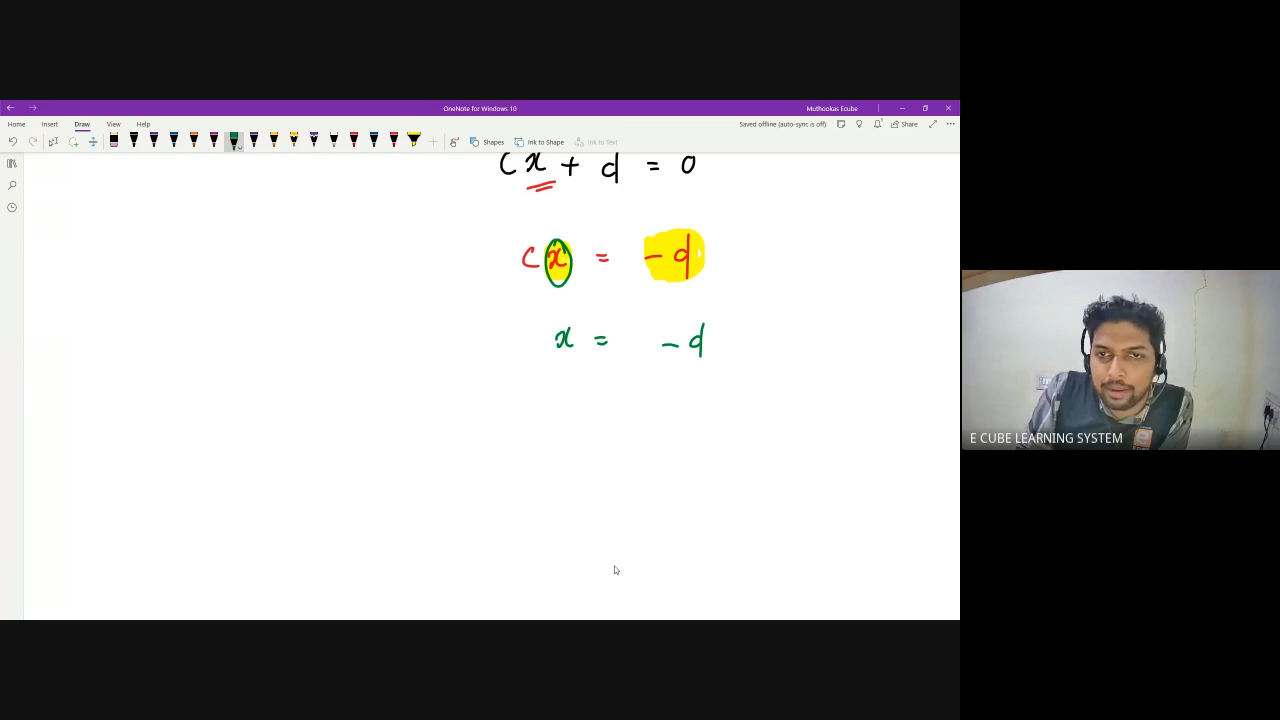 OneNote for Windows 10
Muthookas Ecube
Home Insert Draw View Help
Saved offline (auto-sync is off) Share
Shapes Ink to Shape Ink to Text
cx + d = 0
cx = -d
x = -d
E CUBE LEARNING SYSTEM